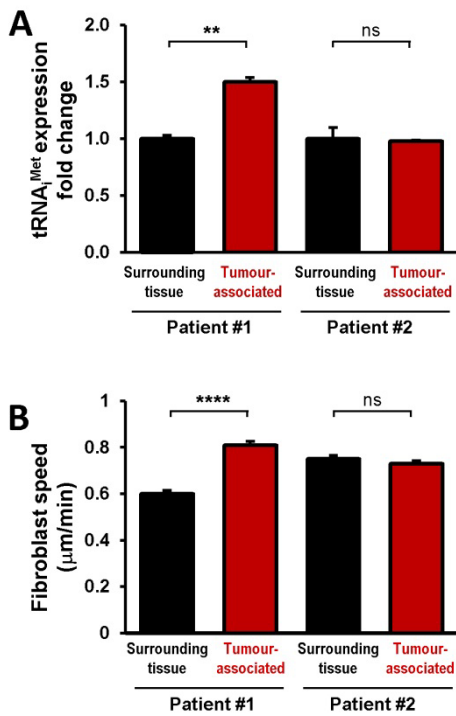 A
tRNAiMet expression
fold change
2.0
1.5
1.0
0.5
0.0
**
ns
Surrounding tissue
Tumour-associated
Surrounding tissue
Tumour-associated
Patient #1
Patient #2
B
Fibroblast speed
(μm/min)
1
0.8
0.6
0.4
0.2
0
****
ns
Surrounding tissue
Tumour-associated
Surrounding tissue
Tumour-associated
Patient #1
Patient #2